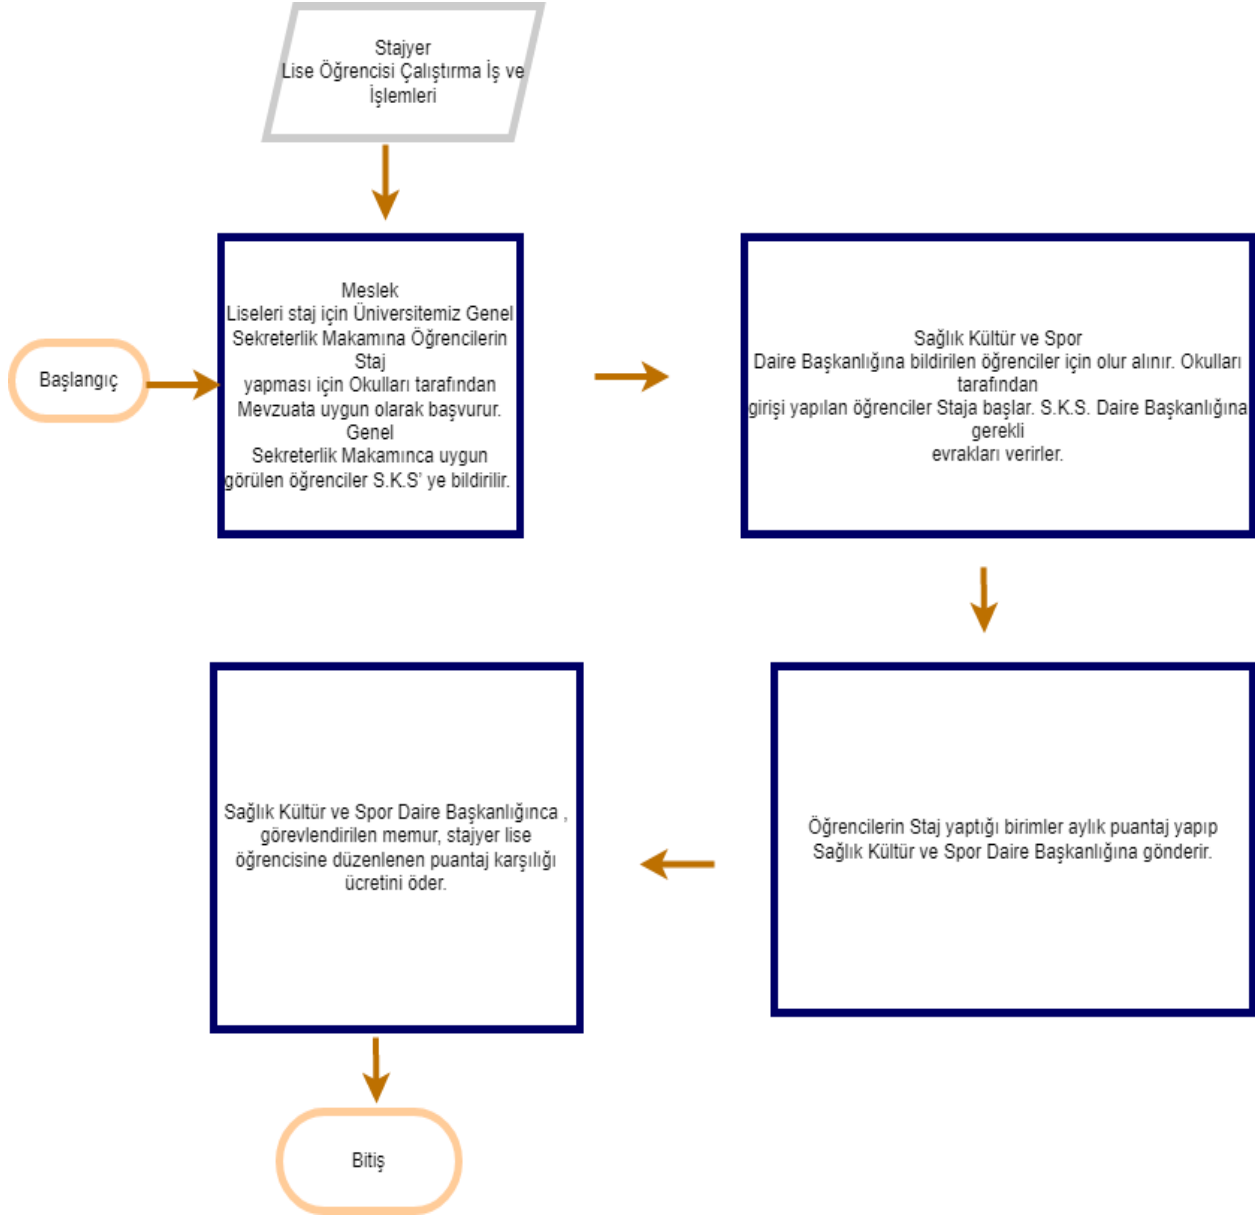 Stajyer
Lise Öğrencisi Çalıştırma İş ve
İşlemleri
Başlangıç
Meslek
Liseleri staj için Üniversitemiz Genel
Sekreterlik Makamına Öğrencilerin
Staj
yapması için Okulları tarafından
Mevzuata uygun olarak başvurur.
Genel
Sekreterlik Makamınca uygun
görülen öğrenciler S.K.S' ye bildirilir.
Sağlık Kültür ve Spor
Daire Başkanlığına bildirilen öğrenciler için olur alınır. Okulları
tarafından
girişi yapılan öğrenciler Staja başlar. S.K.S. Daire Başkanlığına
gerekli
evrakları verirler.
Öğrencilerin Staj yaptığı birimler aylık puantaj yapıp
Sağlık Kültür ve Spor Daire Başkanlığına gönderir.
Sağlık Kültür ve Spor Daire Başkanlığınca ,
görevlendirilen memur, stajyer lise
öğrencisine düzenlenen puantaj karşılığı
ücretini öder.
Bitiş